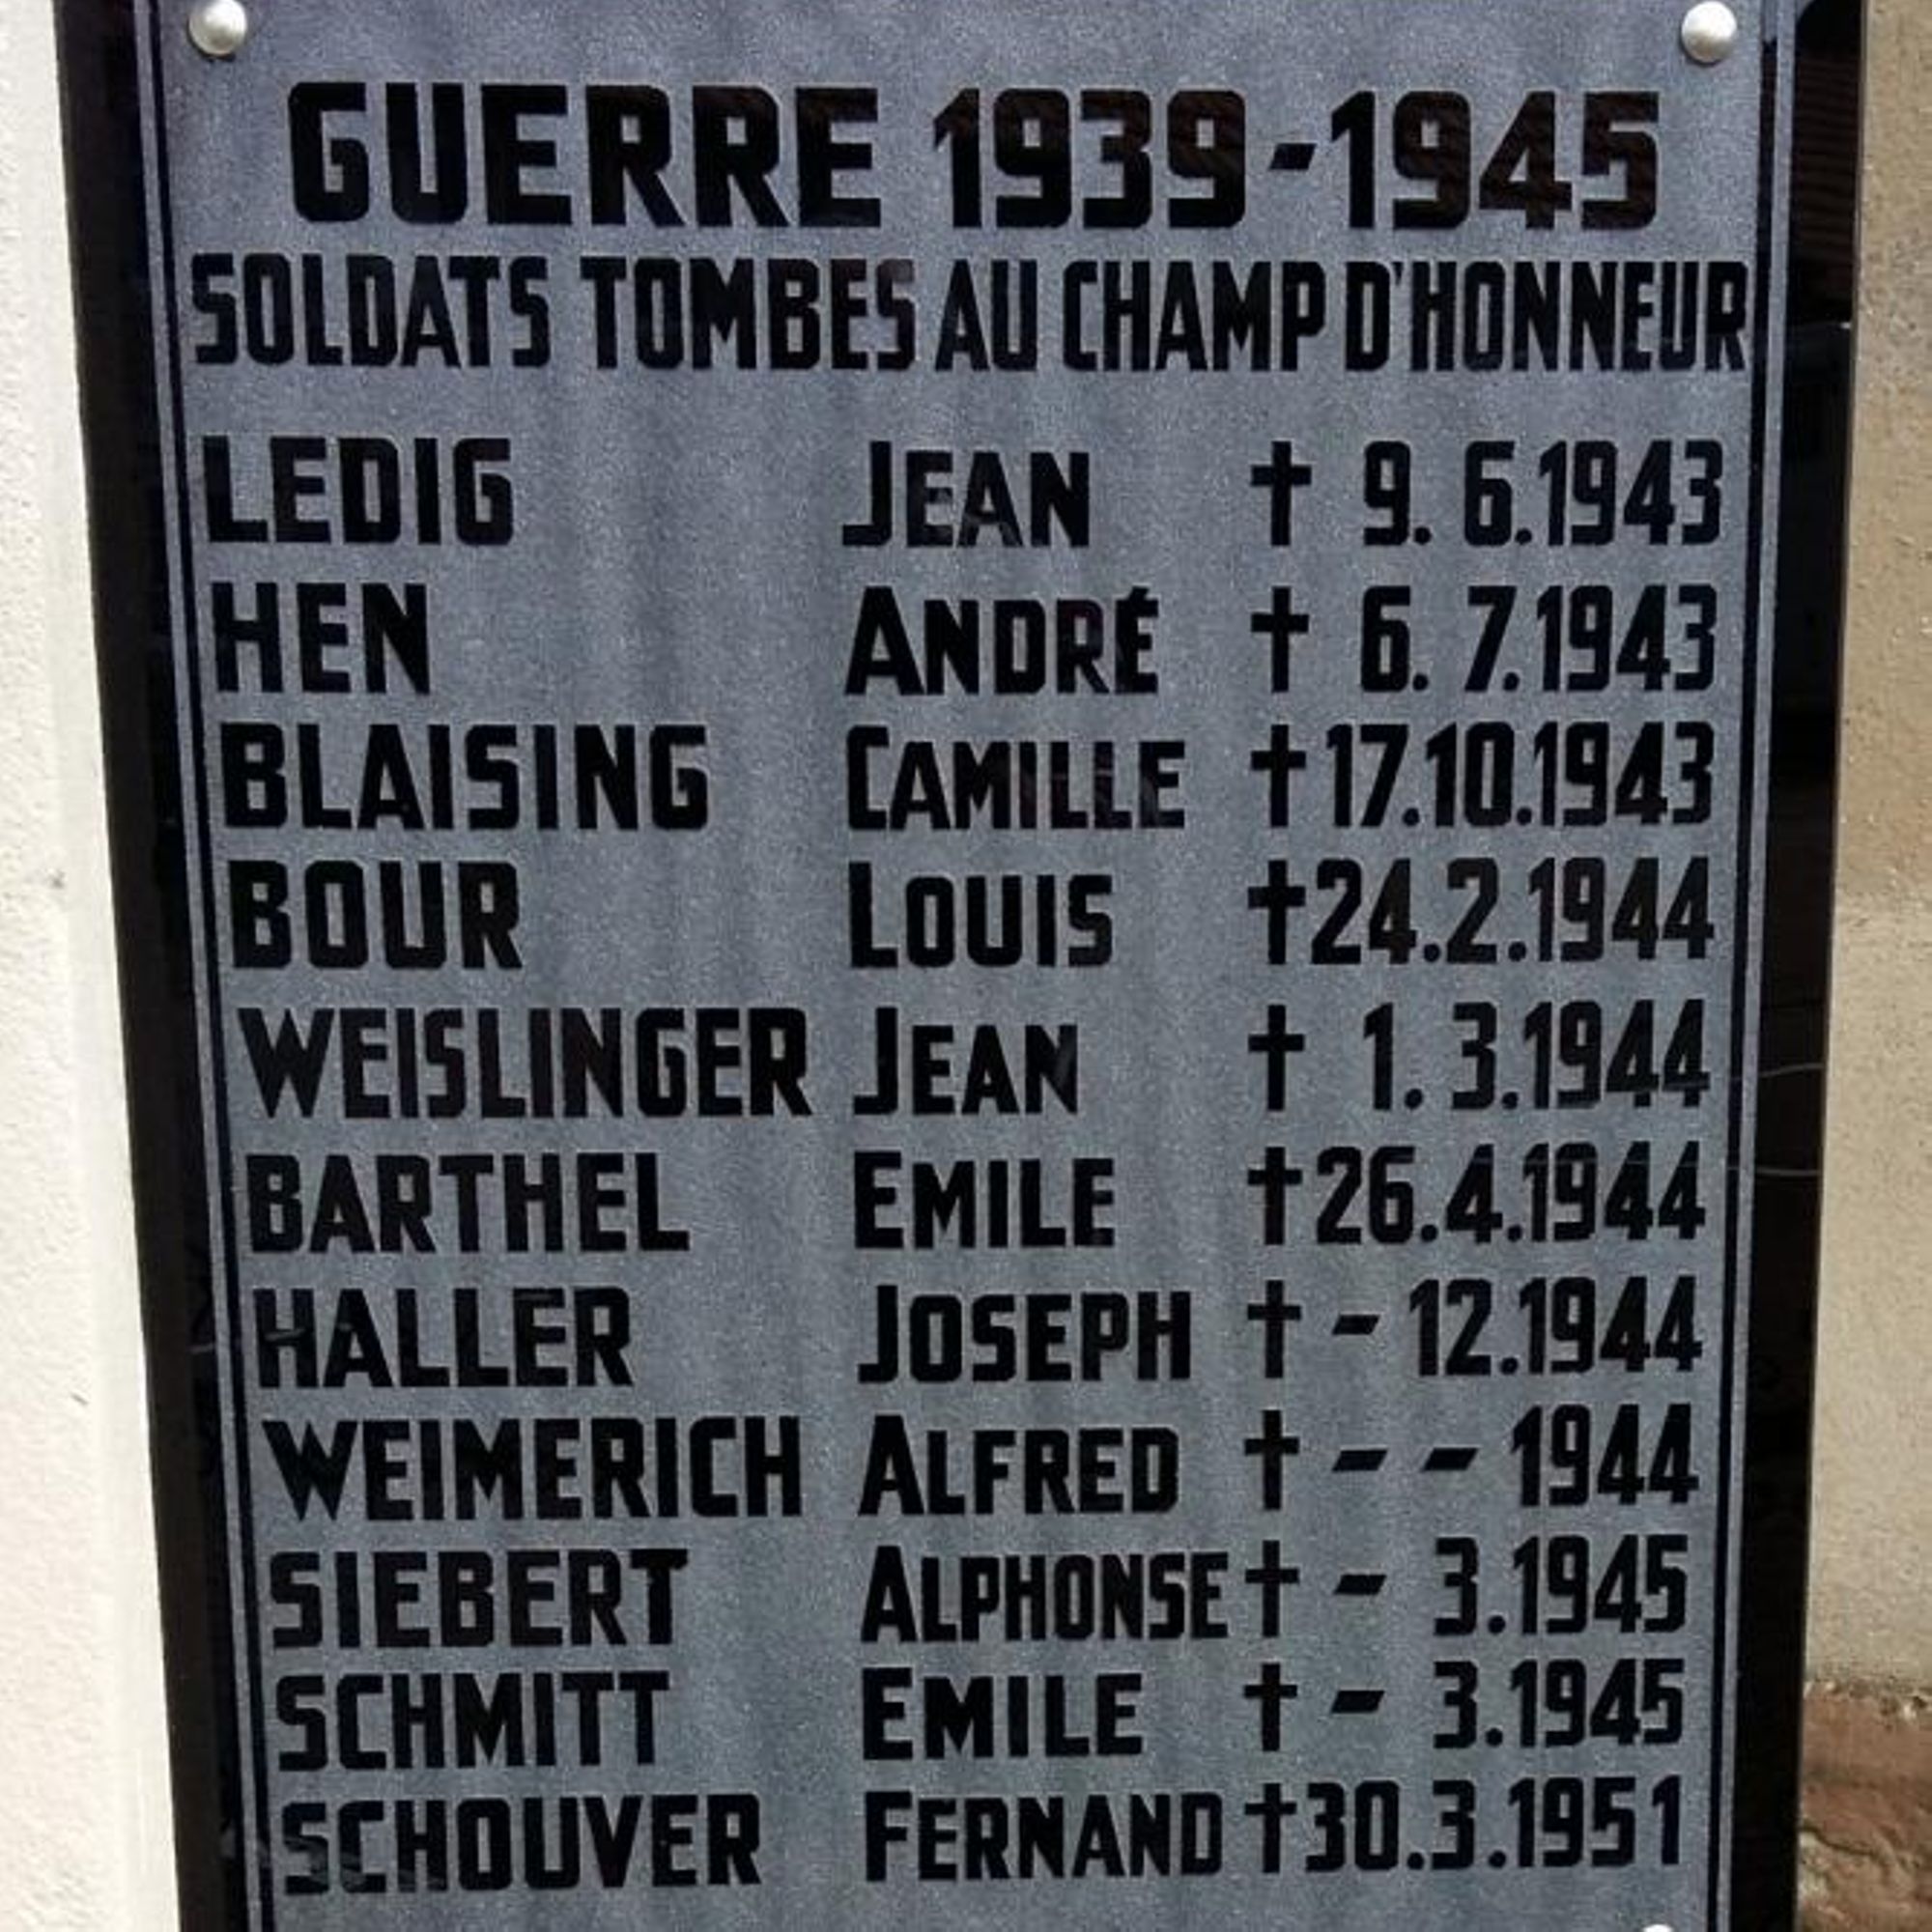 GUERRE 1939-1945
SOLDATS TOMBES AU CHAMP D'HONNEUR
LEDIG JEAN † 9. 6.1943
HEN ANDRÉ † 6. 7.1943
BLAISING CAMILLE †17.10.1943
BOUR LOUIS †24.2.1944
WEISLINGER JEAN † 1. 3.1944
BARTHEL EMILE †26.4.1944
HALLER JOSEPH † - 12.1944
WEIMERICH ALFRED † - - 1944
SIEBERT ALPHONSE † - 3.1945
SCHMITT EMILE † - 3.1945
SCHOUVER FERNAND †30.3.1951